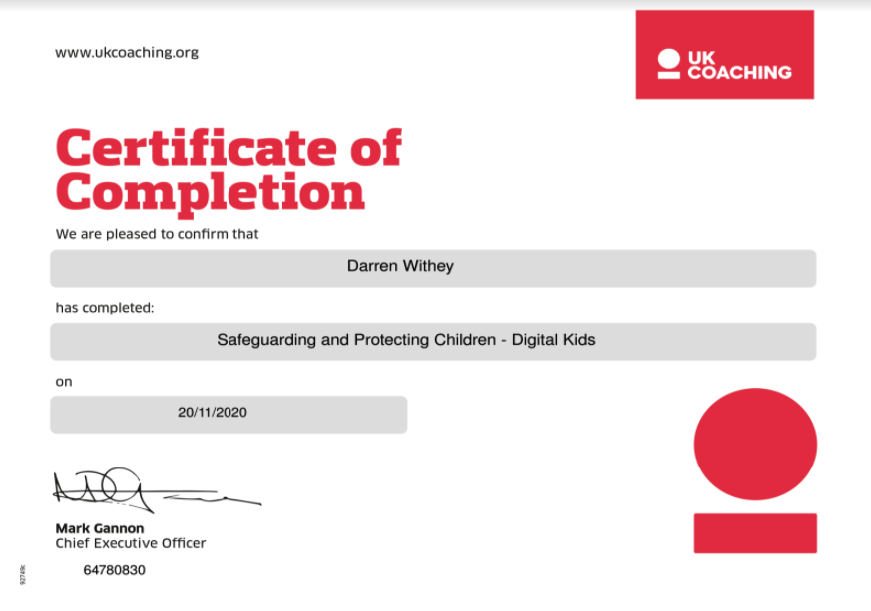 www.ukcoaching.org
UK
COACHING
Certificate of
Completion
We are pleased to confirm that
Darren Withey
has completed:
Safeguarding and Protecting Children - Digital Kids
on
20/11/2020
Mark Gannon
Chief Executive Officer
64780830
92749c